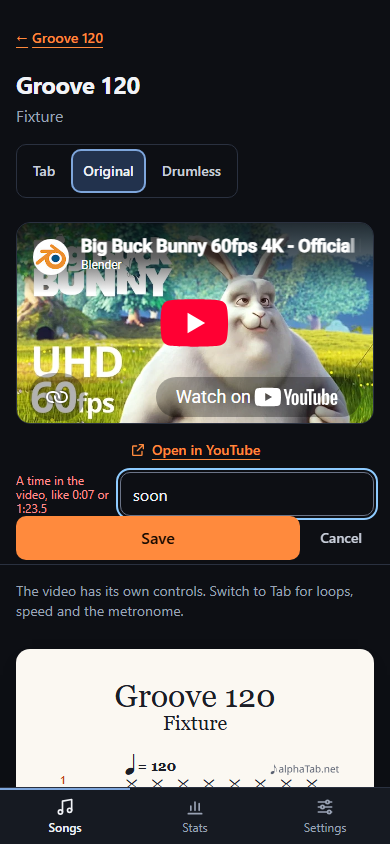 ← Groove 120
Groove 120
Fixture
Tab Original Drumless
Big Buck Bunny 60fps 4K - Official
Blender
BUNNY
UHD
60fps
Watch on YouTube
Open in YouTube
A time in the
video, like 0:07 or
1:23.5
soon
Save Cancel
The video has its own controls. Switch to Tab for loops,
speed and the metronome.
Groove 120
Fixture
= 120
alphaTab.net
1
Songs Stats Settings